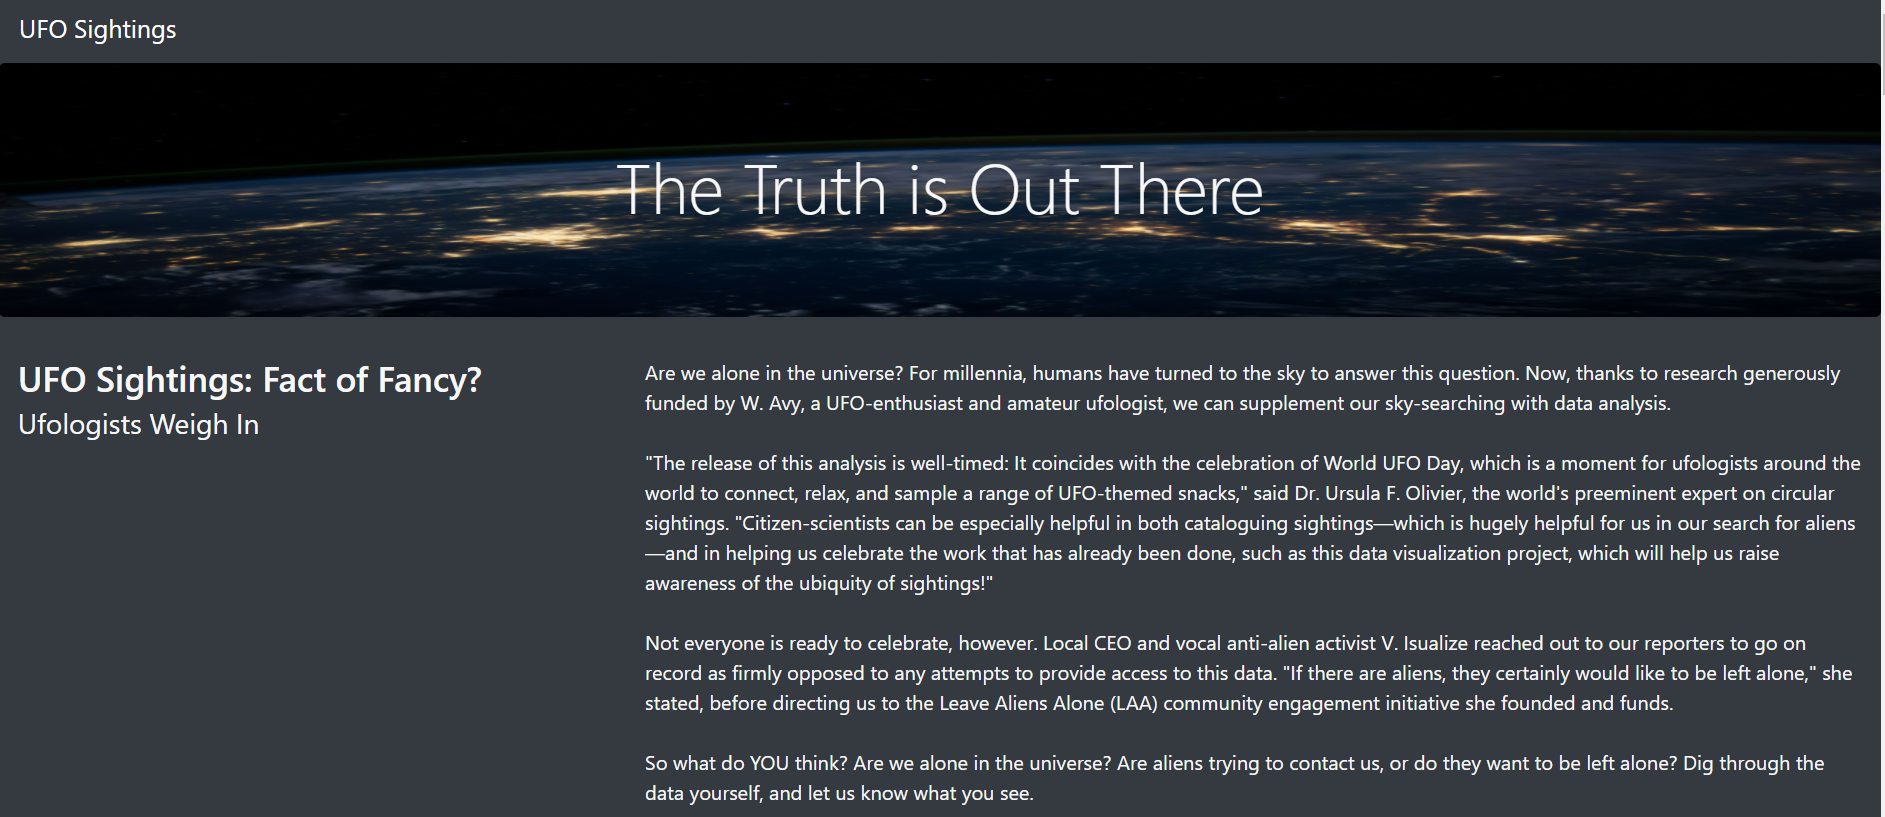 UFO Sightings
The Truth is Out There
UFO Sightings: Fact of Fancy?
Ufologists Weigh In
Are we alone in the universe? For millennia, humans have turned to the sky to answer this question. Now, thanks to research generously
funded by W. Avy, a UFO-enthusiast and amateur ufologist, we can supplement our sky-searching with data analysis.
"The release of this analysis is well-timed: It coincides with the celebration of World UFO Day, which is a moment for ufologists around the
world to connect, relax, and sample a range of UFO-themed snacks," said Dr. Ursula F. Olivier, the world's preeminent expert on circular
sightings. "Citizen-scientists can be especially helpful in both cataloguing sightings—which is hugely helpful for us in our search for aliens
—and in helping us celebrate the work that has already been done, such as this data visualization project, which will help us raise
awareness of the ubiquity of sightings!"
Not everyone is ready to celebrate, however. Local CEO and vocal anti-alien activist V. Isualize reached out to our reporters to go on
record as firmly opposed to any attempts to provide access to this data. "If there are aliens, they certainly would like to be left alone," she
stated, before directing us to the Leave Aliens Alone (LAA) community engagement initiative she founded and funds.
So what do YOU think? Are we alone in the universe? Are aliens trying to contact us, or do they want to be left alone? Dig through the
data yourself, and let us know what you see.